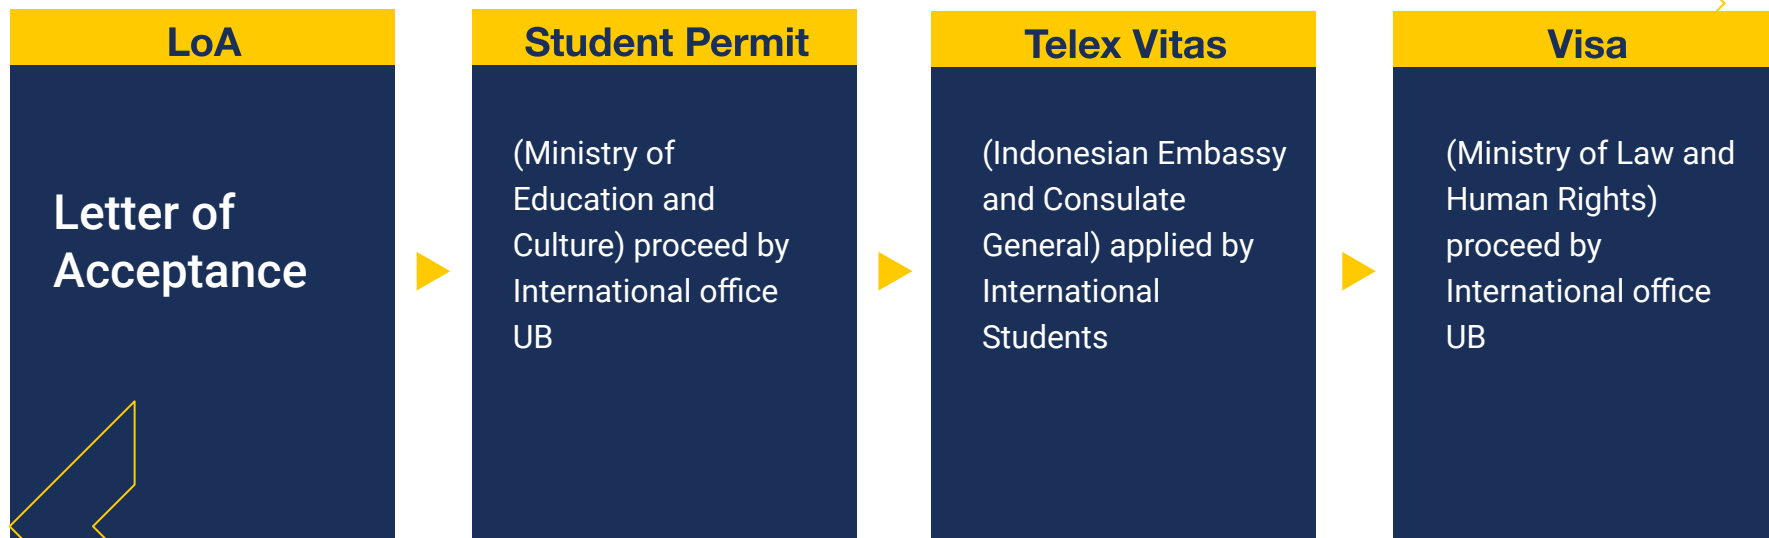 LoA
Letter of
Acceptance
Student Permit
(Ministry of
Education and
Culture) proceed by
International office
UB
Telex Vitas
(Indonesian Embassy
and Consulate
General) applied by
International
Students
Visa
(Ministry of Law and
Human Rights)
proceed by
International office
UB